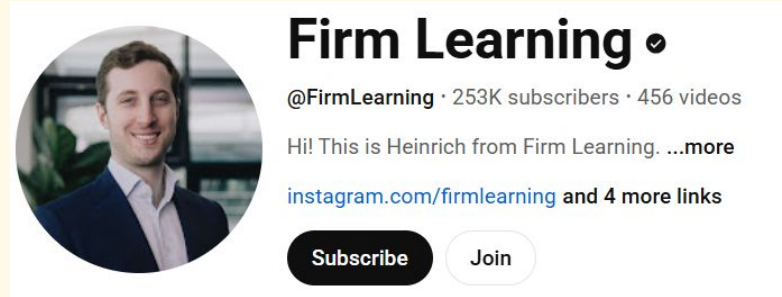 Firm Learning
@FirmLearning · 253K subscribers · 456 videos
Hi! This is Heinrich from Firm Learning. ...more
instagram.com/firmlearning and 4 more links
Subscribe Join